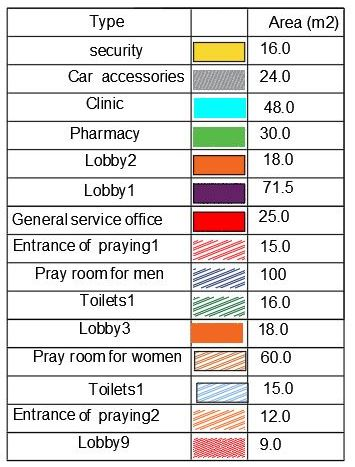 Type Area (m2)
security 16.0
Car accessories 24.0
Clinic 48.0
Pharmacy 30.0
Lobby2 18.0
Lobby1 71.5
General service office 25.0
Entrance of praying1 15.0
Pray room for men 100
Toilets1 16.0
Lobby3 18.0
Pray room for women 60.0
Toilets1 15.0
Entrance of praying2 12.0
Lobby9 9.0